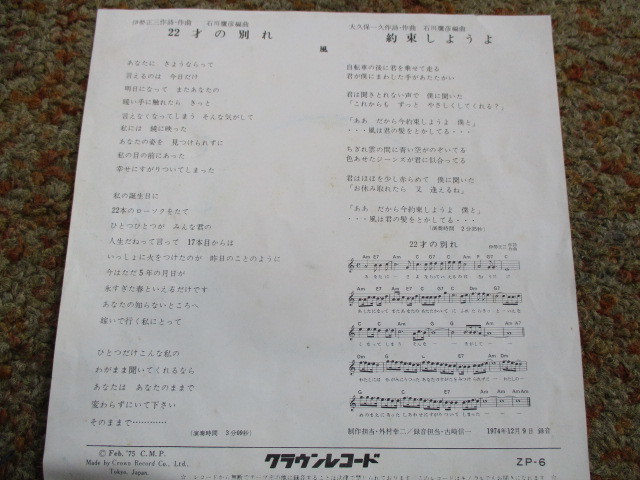 伊勢正三作詩・作曲　石川鷹彦編曲
22才の別れ
風
あなたに　さようならって
言えるのは　今日だけ
明日になって　またあなたの
暖い手に触れたら　きっと
言えなくなってしまう　そんな気がして
私には　鏡に映った
あなたの姿を　見つけられずに
私の目の前にあった
幸せにすがりついてしまった
私の誕生日に
22本のローソクをたて
ひとつひとつが　みんな君の
人生だねって言って　17本目からは
いっしょに火をつけたのが　昨日のことのように
今はただ5年の月日が
永すぎた春といえるだけです
あなたの知らないところへ
嫁いで行く私にとって
ひとつだけこんな私の
わがまま聞いてくれるなら
あなたは　あなたのままで
変わらずにいて下さい
そのままで…………
(演奏時間　3分08秒)
大久保一久作詩・作曲　石川鷹彦編曲
約束しようよ
自転車の後に君を乗せて走る
君が僕にまわした手があたたかい
君は聞きとれない声で　僕に聞いた
「これからも　ずっと　やさしくしてくれる?」
「ああ　だから今約束しようよ　僕と」
・・・風は君の髪をとかしてる・・・
ちぎれ雲の間に青い空がのぞいてる
色あせたジーンズが君に似合ってる
君はほほを少し赤らめて　僕に聞いた
「お休み取れたら　又　逢えるね」
「ああ　だから今約束しようよ　僕と」
・・・風は君の髪をとかしてる・・・
(演奏時間　2分35秒)
22才の別れ
制作担当・外村孝二／録音担当・古崎信一　1974年12月9日　録音
© Feb. '75 C. M. P.
Made by Crown Record Co., Ltd.,
Tokyo, Japan.
クラウンレコード
ZP-6